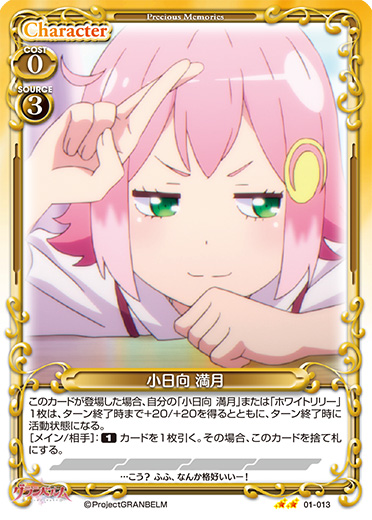 Precious Memories
Character
COST
0
SOURCE
3
小日向 満月
このカードが登場した場合、自分の「小日向 満月」または「ホワイトリリー」
1枚は、ターン終了時まで+20/+20を得るとともに、ターン終了時に
活動状態になる。
[メイン/相手]: 1 カードを1枚引く。その場合、このカードを捨て札
にする。
…こう? ふふ、なんか格好いいー!
グランベルム
01-013
©ProjectGRANBELM